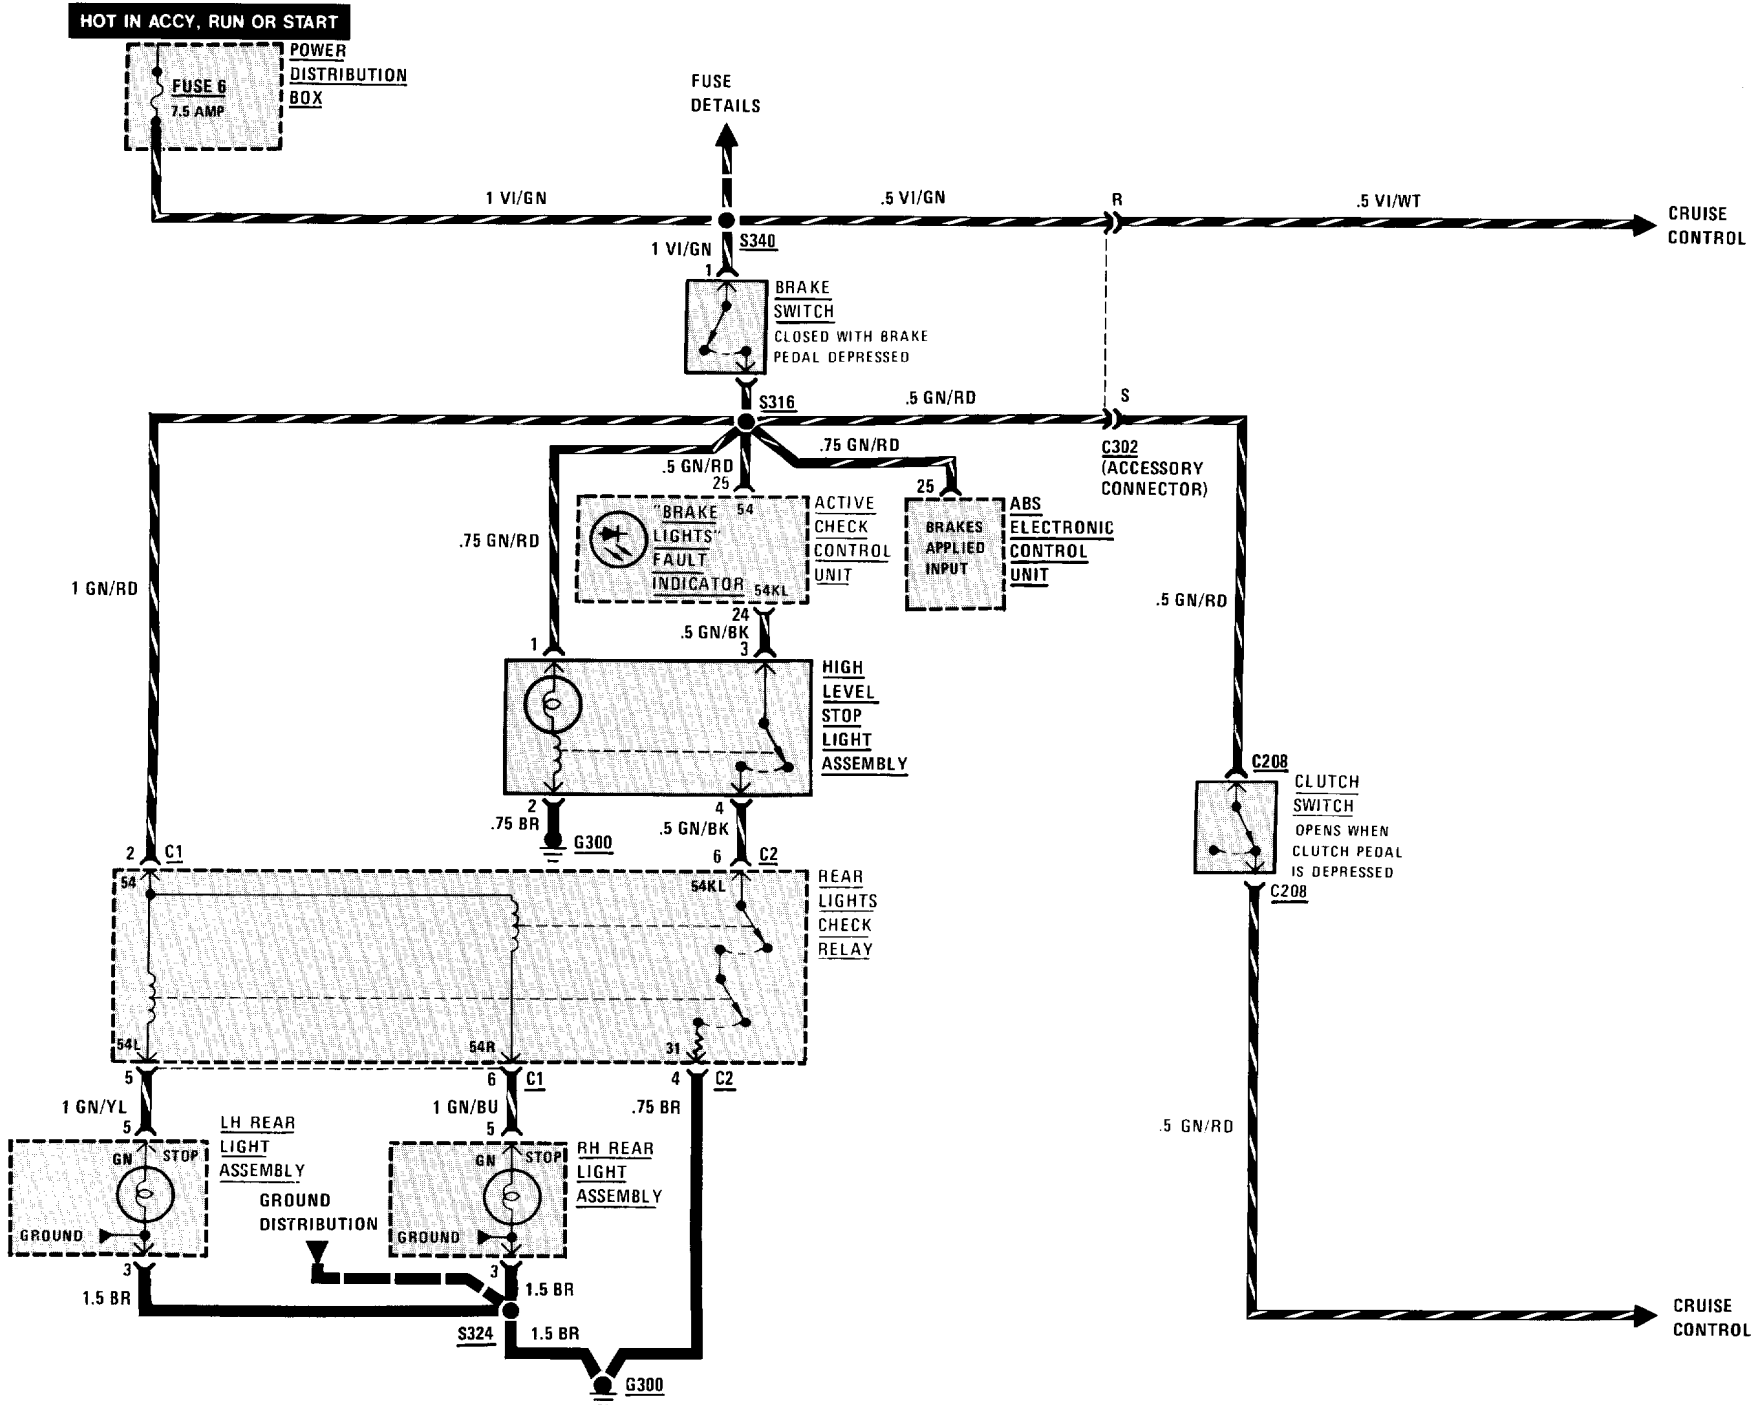 HOT IN ACCY, RUN OR START
POWER
DISTRIBUTION
BOX
FUSE 6
7.5 AMP
FUSE
DETAILS
1 VI/GN
.5 VI/GN
R
.5 VI/WT
CRUISE
CONTROL
S340
1 VI/GN
1
BRAKE
SWITCH
CLOSED WITH BRAKE
PEDAL DEPRESSED
S316
.5 GN/RD
S
C302
(ACCESSORY
CONNECTOR)
.75 GN/RD
.5 GN/RD
25
25
"BRAKE
LIGHTS"
FAULT
INDICATOR
54
54KL
ACTIVE
CHECK
CONTROL
UNIT
BRAKES
APPLIED
INPUT
ABS
ELECTRONIC
CONTROL
UNIT
.75 GN/RD
1 GN/RD
.5 GN/RD
24
.5 GN/BK
1
3
HIGH
LEVEL
STOP
LIGHT
ASSEMBLY
2
.75 BR
G300
4
.5 GN/BK
C208
CLUTCH
SWITCH
OPENS WHEN
CLUTCH PEDAL
IS DEPRESSED
C208
2
C1
6
C2
54
54KL
REAR
LIGHTS
CHECK
RELAY
54L
54R
31
5
6
C1
4
C2
1 GN/YL
1 GN/BU
.75 BR
.5 GN/RD
5
5
LH REAR
LIGHT
ASSEMBLY
GN
STOP
GROUND
GN
STOP
GROUND
RH REAR
LIGHT
ASSEMBLY
GROUND
DISTRIBUTION
3
3
1.5 BR
1.5 BR
S324
1.5 BR
G300
CRUISE
CONTROL